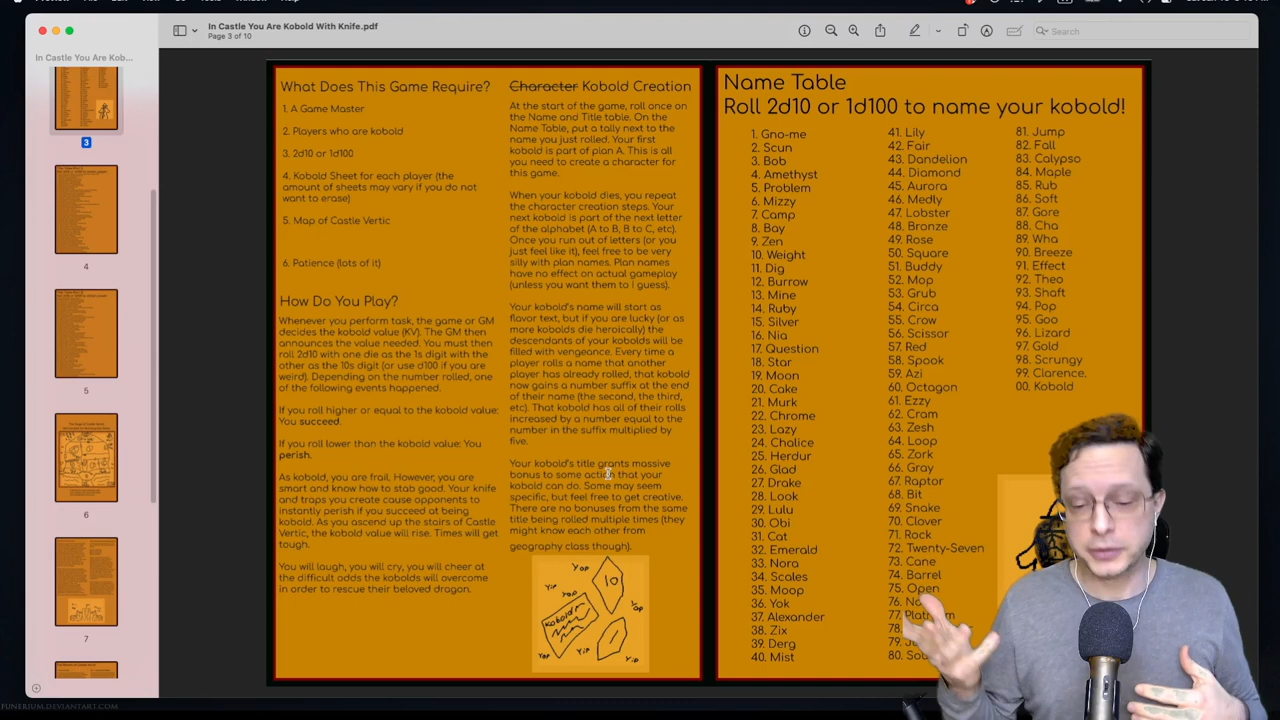 In Castle You Are Kobold With Knife.pdf
Page 3 of 10
Search
In Castle You Are Kob...
3
4
5
6
7
What Does This Game Require?
1. A Game Master
2. Players who are kobold
3. 2d10 or 1d100
4. Kobold Sheet for each player (the
amount of sheets may vary if you do not
want to erase)
5. Map of Castle Vertic
6. Patience (lots of it)
How Do You Play?
Whenever you perform task, the game or GM
decides the kobold value (KV). The GM then
announces the value needed. You must then
roll 2d10 with one die as the 1s digit with the
other as the 10s digit (or use d100 if you are
weird). Depending on the number rolled, one
of the following events happened.
If you roll higher or equal to the kobold value:
You succeed.
If you roll lower than the kobold value: You
perish.
As kobold, you are frail. However, you are
smart and know how to stab good. Your knife
and traps you create cause opponents to
instantly perish if you succeed at being
kobold. As you ascend up the stairs of Castle
Vertic, the kobold value will rise. Times will get
tough.
You will laugh, you will cry, you will cheer at
the difficult odds the kobolds will overcome
in order to rescue their beloved dragon.
Character Kobold Creation
At the start of the game, roll once on
the Name and Title table. On the
Name Table, put a tally next to the
name you just rolled. Your first
kobold is part of plan A. This is all
you need to create a character for
this game.
When your kobold dies, you repeat
the character creation steps. Your
next kobold is part of the next letter
of the alphabet (A to B, B to C, etc).
Once you run out of letters (or you
just feel like it), feel free to be very
silly with plan names. Plan names
have no effect on actual gameplay
(unless you want them to I guess).
Your kobold's name will start as
flavor text, but if you are lucky (or as
more kobolds die heroically) the
descendants of your kobolds will be
filled with vengeance. Every time a
player rolls a name that another
player has already rolled, that kobold
now gains a number suffix at the end
of their name (the second, the third,
etc). That kobold has all of their rolls
increased by a number equal to the
number in the suffix multiplied by
five.
Your kobold's title grants massive
bonus to some action that your
kobold can do. Some may seem
specific, but feel free to get creative.
There are no bonuses from the same
title being rolled multiple times (they
might know each other from
geography class though).
Yap
10
Yip
Yap
Yap
Kobold
Yap
Yip
Yip
Name Table
Roll 2d10 or 1d100 to name your kobold!
1. Gno-me
2. Scun
3. Bob
4. Amethyst
5. Problem
6. Mizzy
7. Camp
8. Bay
9. Zen
10. Weight
11. Dig
12. Burrow
13. Mine
14. Ruby
15. Silver
16. Nia
17. Question
18. Star
19. Moon
20. Cake
21. Murk
22. Chrome
23. Lazy
24. Chalice
25. Herdur
26. Glad
27. Drake
28. Look
29. Lulu
30. Obi
31. Cat
32. Emerald
33. Nora
34. Scales
35. Moop
36. Yok
37. Alexander
38. Zix
39. Derg
40. Mist
41. Lily
42. Fair
43. Dandelion
44. Diamond
45. Aurora
46. Medly
47. Lobster
48. Bronze
49. Rose
50. Square
51. Buddy
52. Mop
53. Grub
54. Circa
55. Crow
56. Scissor
57. Red
58. Spook
59. Azi
60. Octagon
61. Ezzy
62. Cram
63. Zesh
64. Loop
65. Zork
66. Gray
67. Raptor
68. Bit
69. Snake
70. Clover
71. Rock
72. Twenty-Seven
73. Cane
74. Barrel
75. Open
76.
77.
78.
79.
80.
81. Jump
82. Fall
83. Calypso
84. Maple
85. Rub
86. Soft
87. Gore
88. Cha
89. Wha
90. Breeze
91. Effect
92. Theo
93. Shaft
94. Pop
95. Goo
96. Lizard
97. Gold
98. Scrungy
99. Clarence.
00. Kobold
FUNERIUM.DEVIANTART.COM